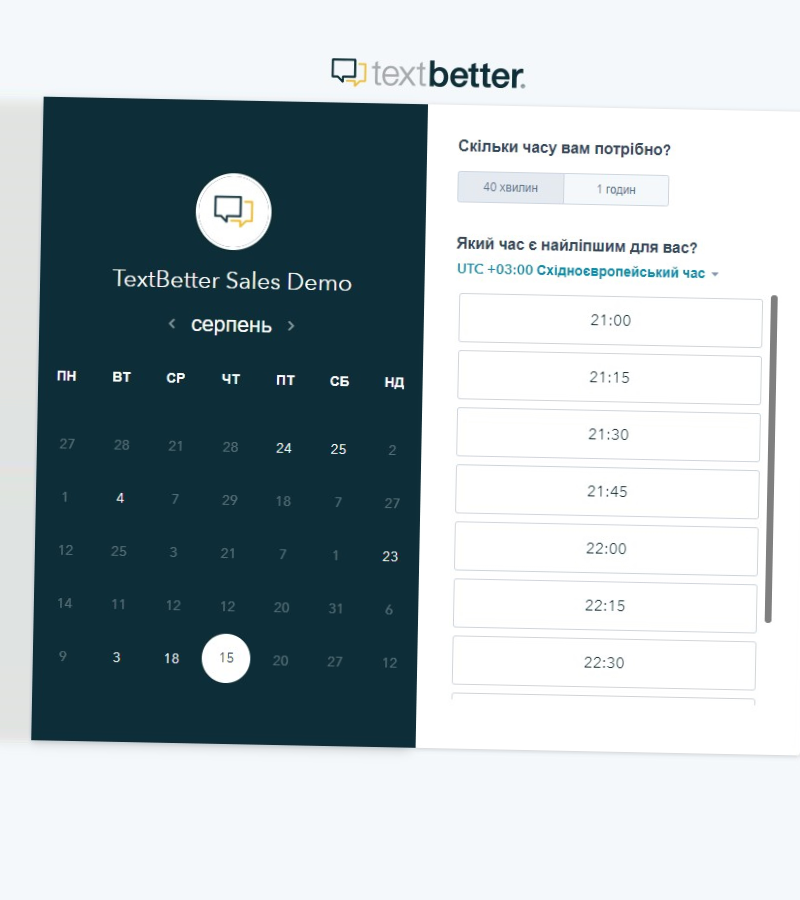 textbetter.
TextBetter Sales Demo
серпень
ПН ВТ СР ЧТ ПТ СБ НД
27 28 21 28 24 25 2
1 4 7 29 18 7 27
12 25 3 21 7 1 23
14 11 12 12 20 31 6
9 3 18 15 20 27 12
Скільки часу вам потрібно?
40 хвилин 1 годин
Який час є найліпшим для вас?
UTC +03:00 Східноєвропейський час
21:00
21:15
21:30
21:45
22:00
22:15
22:30